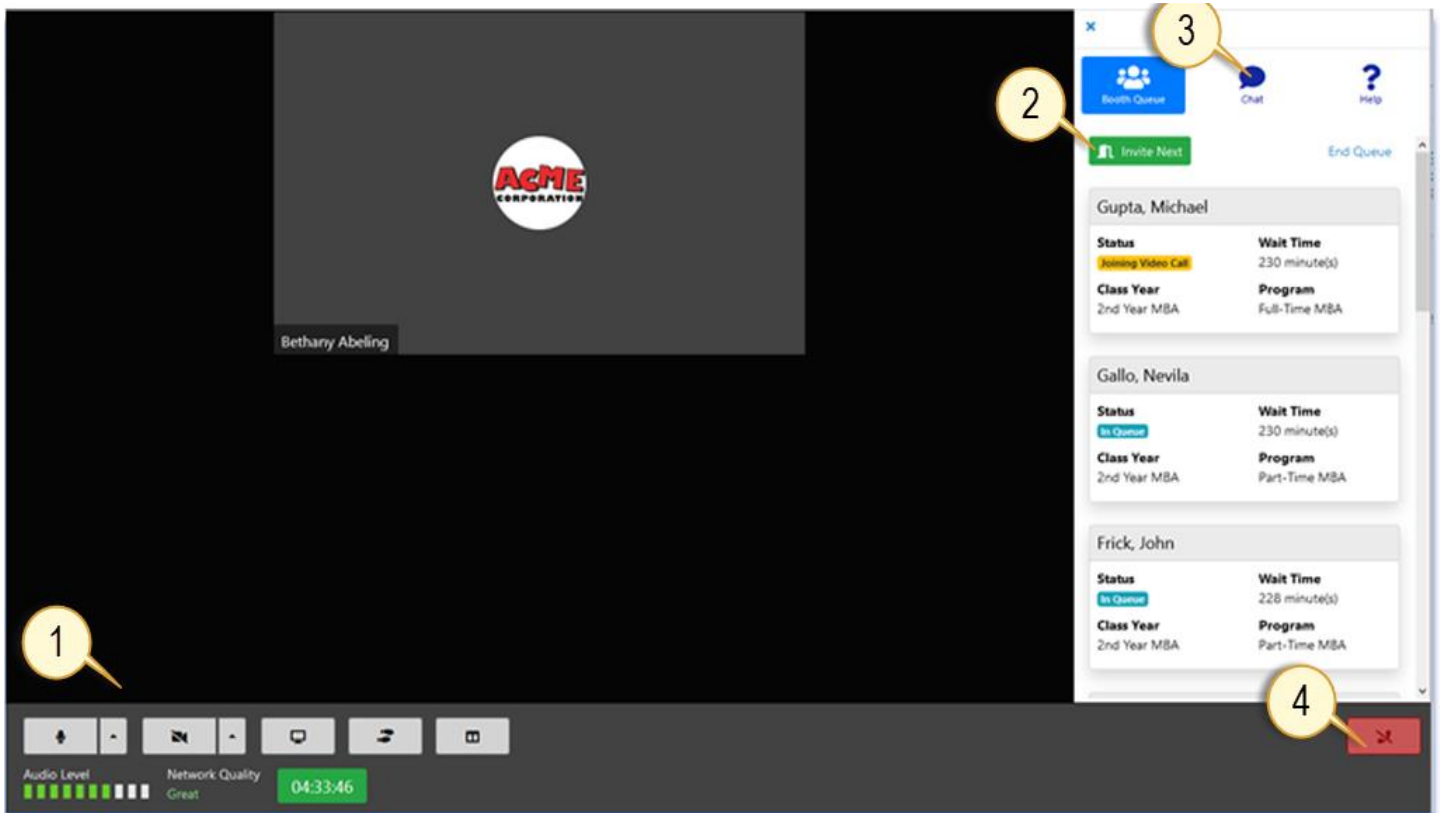 3
2
1
4
ACME
CORPORATION
Bethany Abeling
×
Booth Queue
Chat
? Help
Invite Next
End Queue
Gupta, Michael
Status Wait Time
Joining Video Call 230 minute(s)
Class Year Program
2nd Year MBA Full-Time MBA
Gallo, Nevila
Status Wait Time
In Queue 230 minute(s)
Class Year Program
2nd Year MBA Part-Time MBA
Frick, John
Status Wait Time
In Queue 228 minute(s)
Class Year Program
2nd Year MBA Part-Time MBA
Audio Level Network Quality
Great
04:33:46